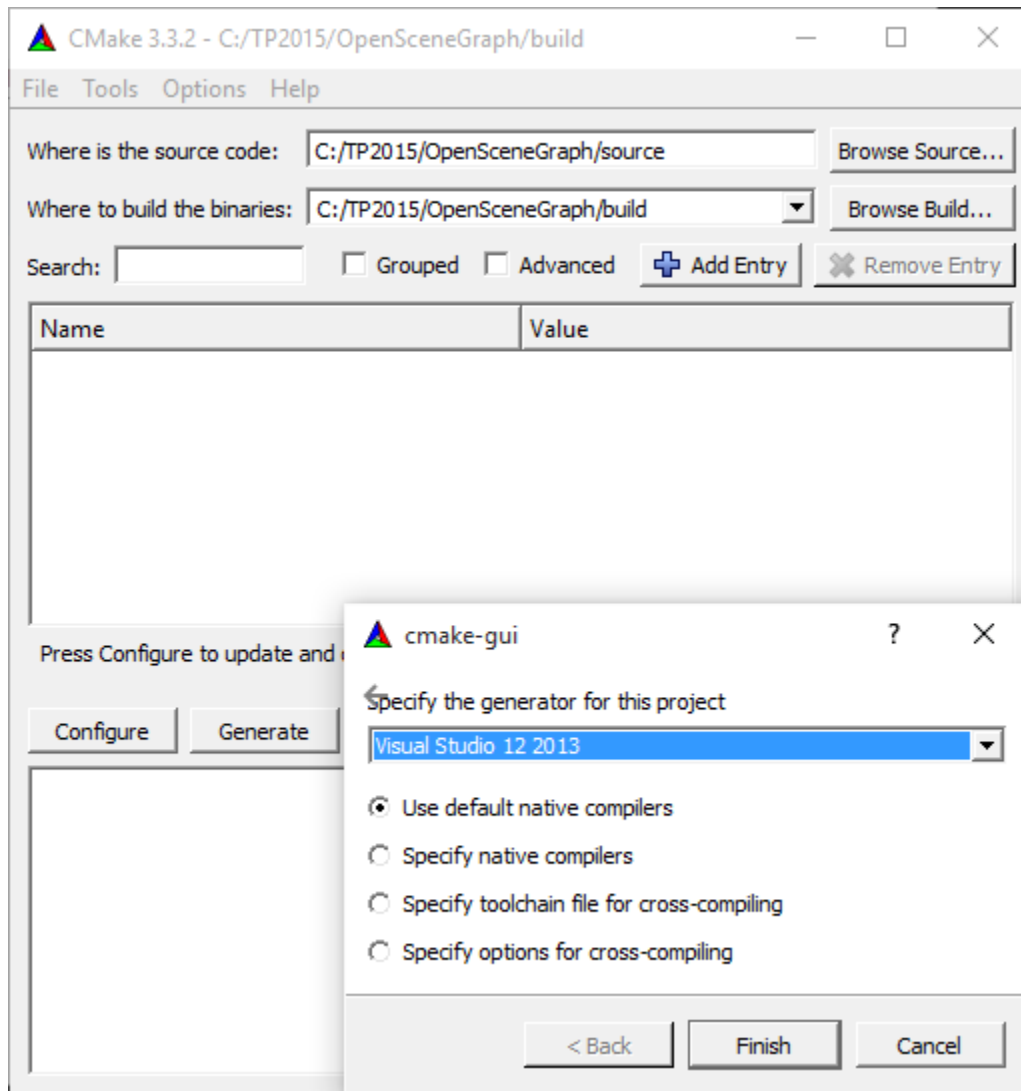 CMake 3.3.2 - C:/TP2015/OpenSceneGraph/build
File Tools Options Help
Where is the source code: C:/TP2015/OpenSceneGraph/source Browse Source...
Where to build the binaries: C:/TP2015/OpenSceneGraph/build Browse Build...
Search: Grouped Advanced Add Entry Remove Entry
Name Value
Press Configure to update and
Configure Generate
cmake-gui ?
Specify the generator for this project
Visual Studio 12 2013
Use default native compilers
Specify native compilers
Specify toolchain file for cross-compiling
Specify options for cross-compiling
< Back Finish Cancel